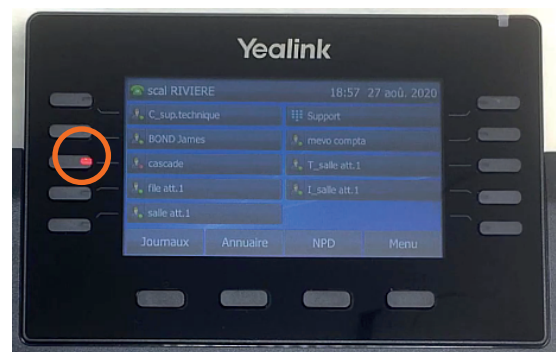 Yealink
scal RIVIERE 18:57 27 aoû. 2020
C_sup.technique Support
BOND James mevo compta
cascade T_salle att.1
file att.1 I_salle att.1
salle att.1
Journaux Annuaire NPD Menu